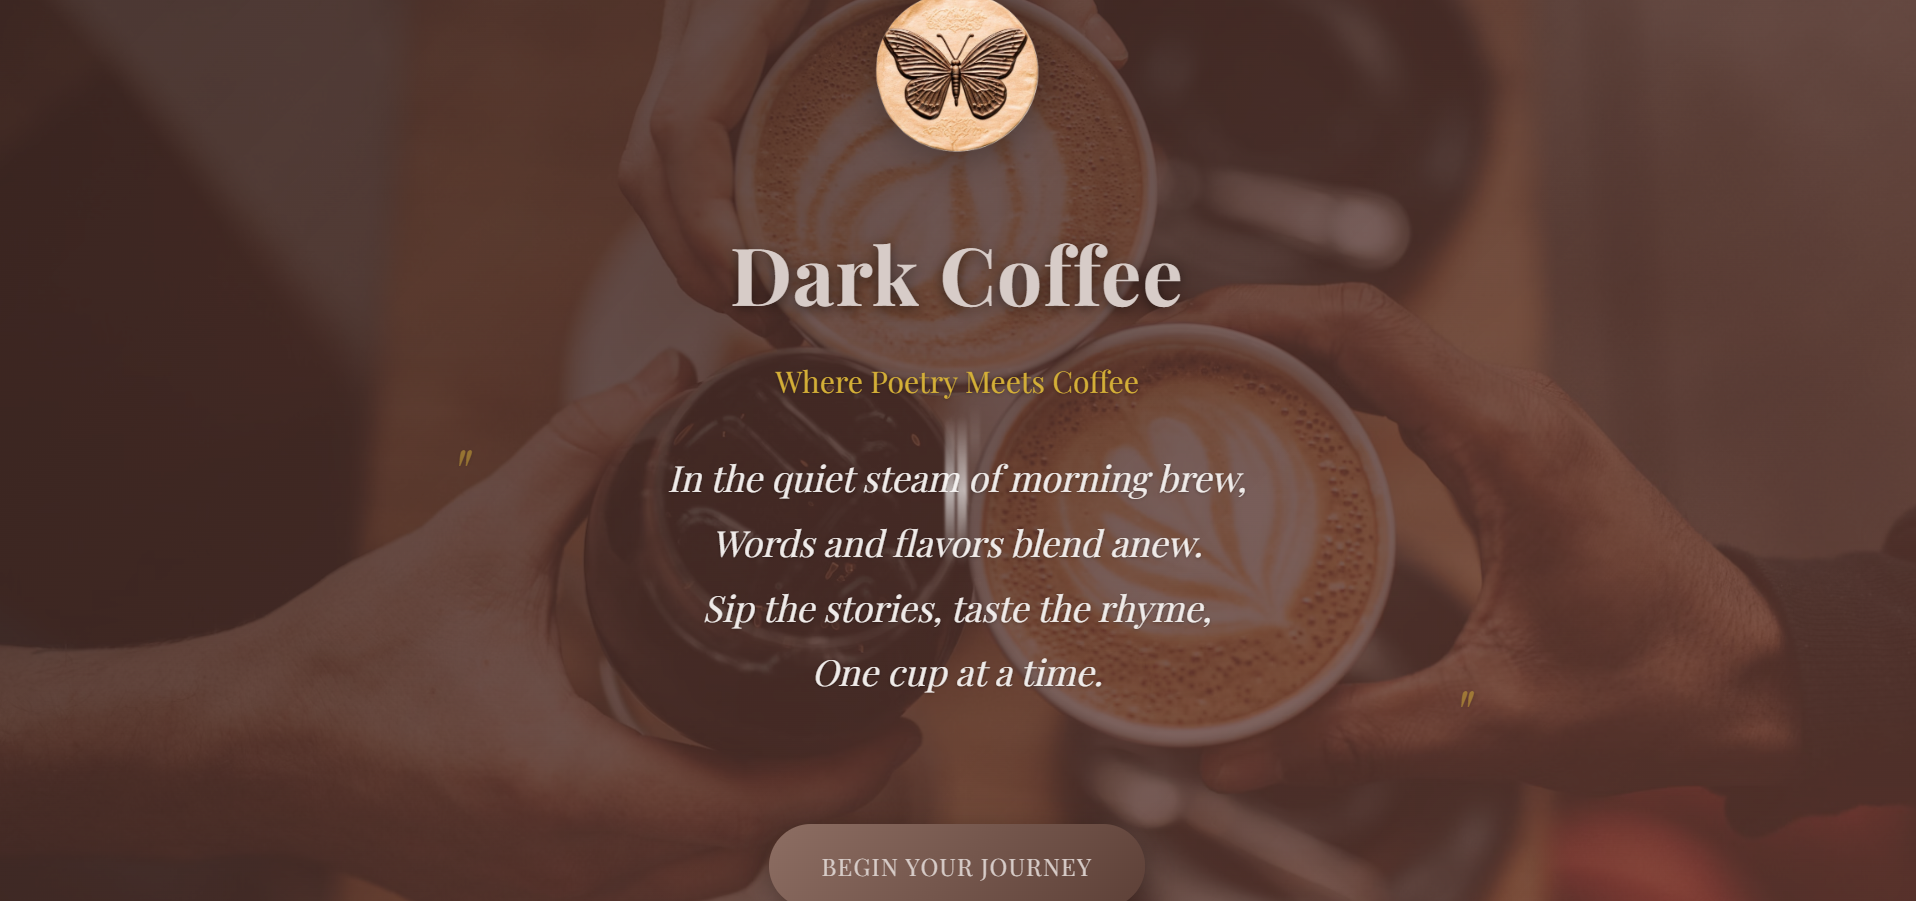 Dark Coffee
Where Poetry Meets Coffee
"
In the quiet steam of morning brew,
Words and flavors blend anew.
Sip the stories, taste the rhyme,
One cup at a time.
"
BEGIN YOUR JOURNEY